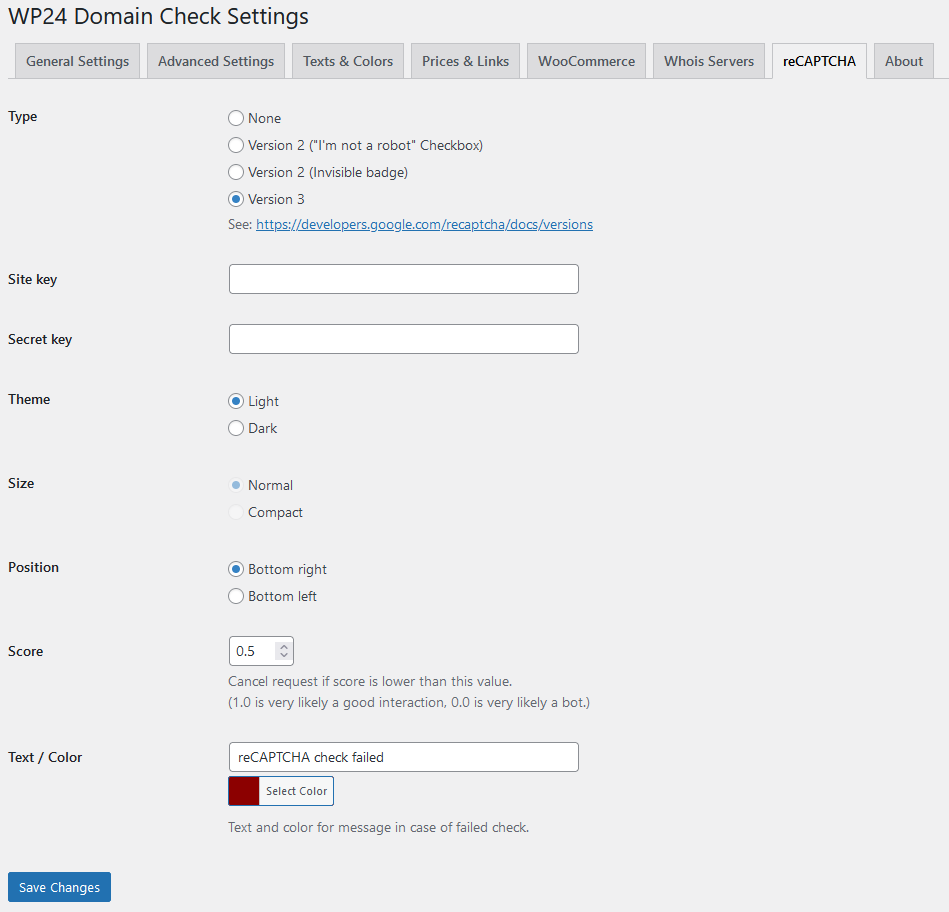 WP24 Domain Check Settings
General Settings Advanced Settings Texts & Colors Prices & Links WooCommerce Whois Servers reCAPTCHA About
Type
None
Version 2 ("I'm not a robot" Checkbox)
Version 2 (Invisible badge)
Version 3
See: https://developers.google.com/recaptcha/docs/versions
Site key
Secret key
Theme
Light
Dark
Size
Normal
Compact
Position
Bottom right
Bottom left
Score
0.5
Cancel request if score is lower than this value.
(1.0 is very likely a good interaction, 0.0 is very likely a bot.)
Text / Color
reCAPTCHA check failed
Select Color
Text and color for message in case of failed check.
Save Changes